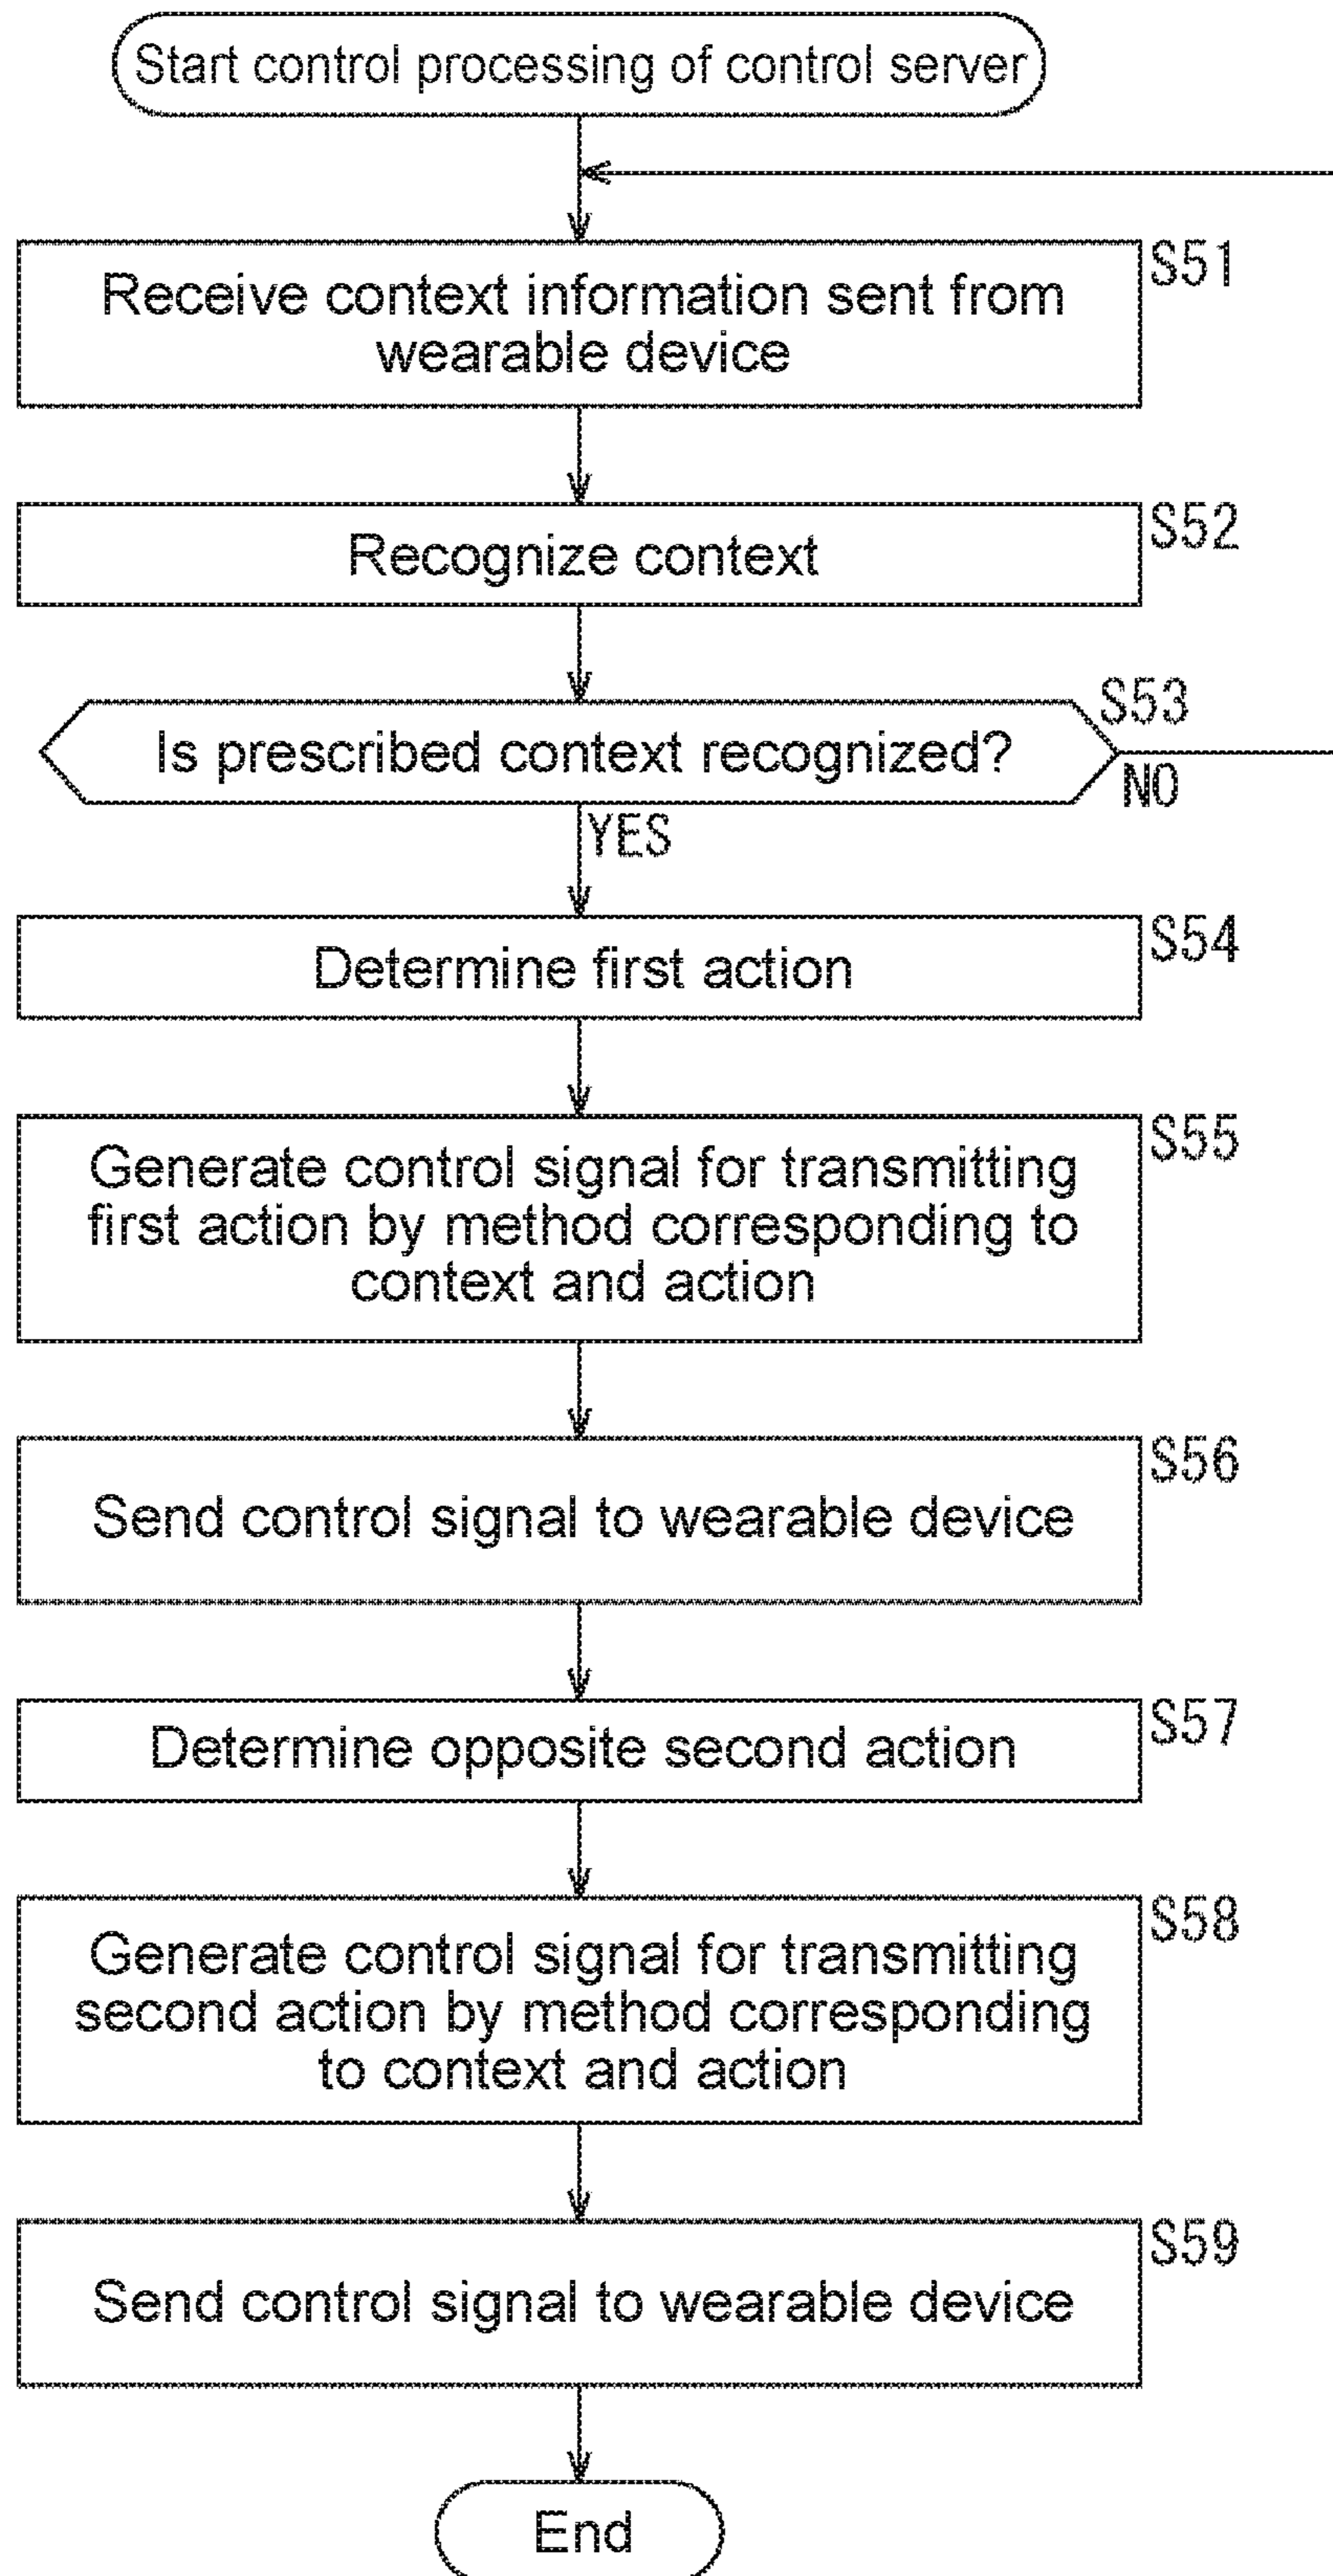 Start control processing of control server
S51
Receive context information sent from
wearable device
S52
Recognize context
S53
Is prescribed context recognized?
NO
YES
S54
Determine first action
S55
Generate control signal for transmitting
first action by method corresponding to
context and action
S56
Send control signal to wearable device
S57
Determine opposite second action
S58
Generate control signal for transmitting
second action by method corresponding
to context and action
S59
Send control signal to wearable device
End